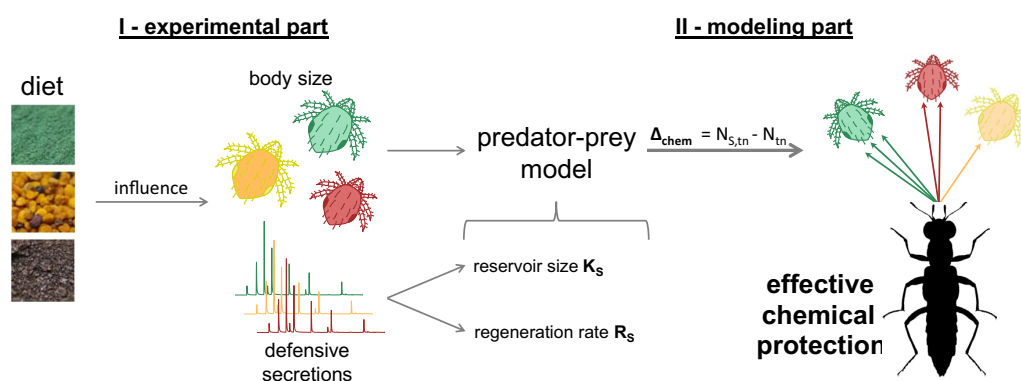 I - experimental part
II - modeling part
diet
body size
influence
predator-prey
model
Δchem = NS,tn - Ntn
reservoir size KS
regeneration rate RS
defensive
secretions
effective
chemical
protection